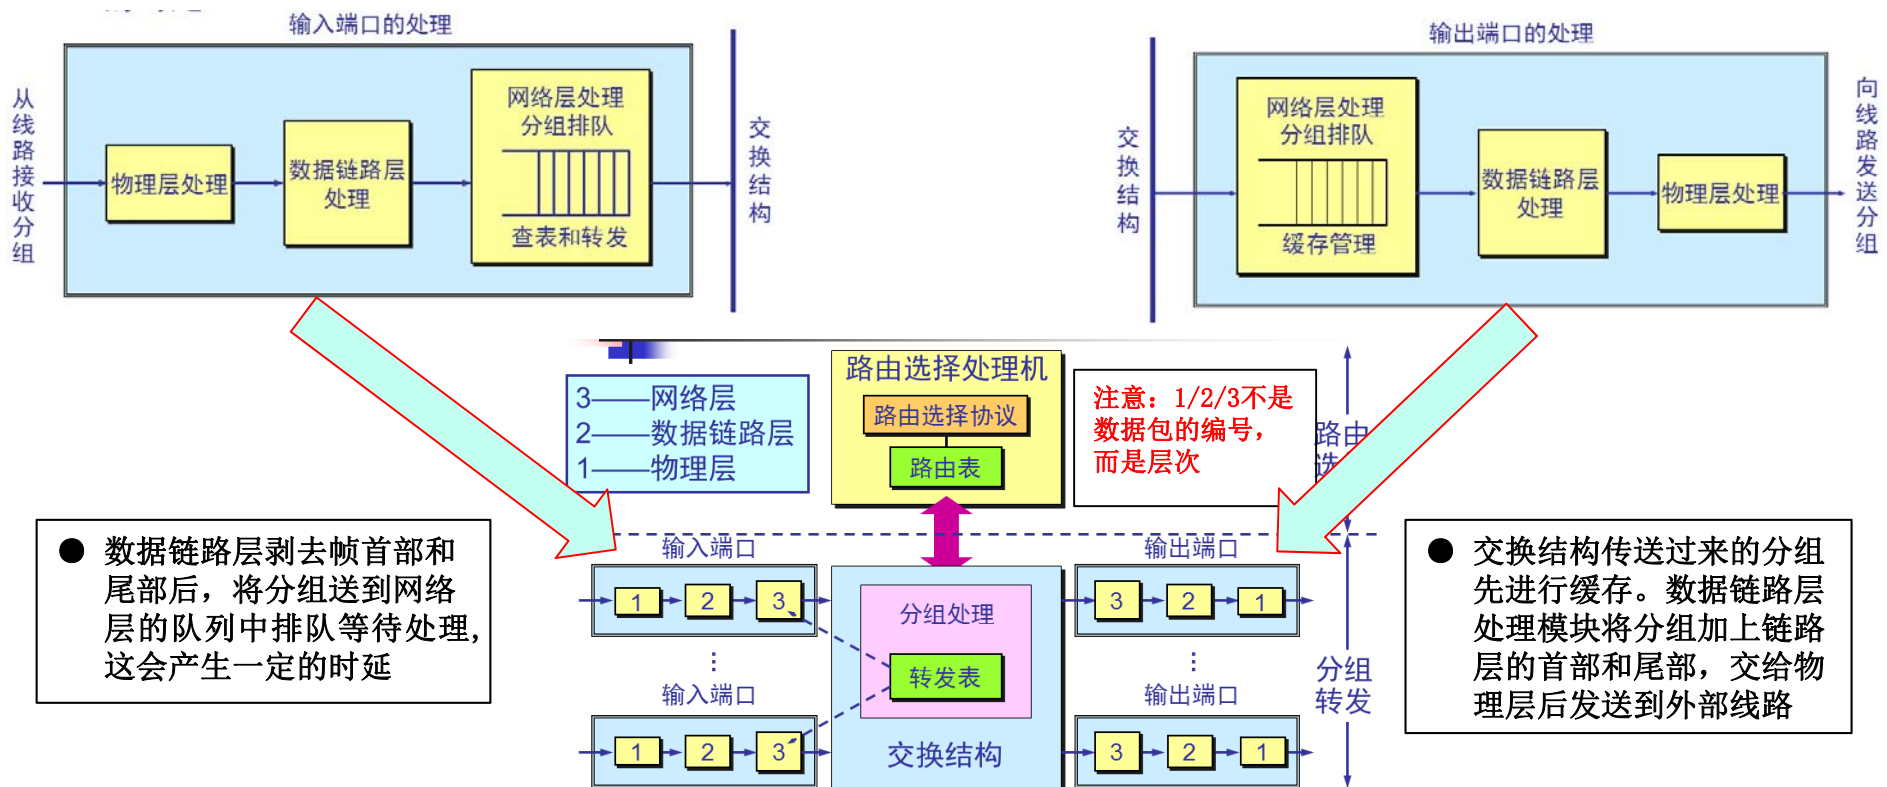 输入端口的处理
从线路接收分组
物理层处理
数据链路层
处理
网络层处理
分组排队
查表和转发
交换结构
输出端口的处理
交换结构
网络层处理
分组排队
缓存管理
数据链路层
处理
物理层处理
向线路发送分组
3——网络层
2——数据链路层
1——物理层
路由选择处理机
路由选择协议
路由表
注意：1/2/3不是
数据包的编号，
而是层次
路由
选
● 数据链路层剥去帧首部和
尾部后，将分组送到网络
层的队列中排队等待处理，
这会产生一定的时延
输入端口
1 2 3
⋮
输入端口
1 2 3
分组处理
转发表
交换结构
输出端口
3 2 1
⋮
输出端口
3 2 1
分组
转发
● 交换结构传送过来的分组
先进行缓存。数据链路层
处理模块将分组加上链路
层的首部和尾部，交给物
理层后发送到外部线路